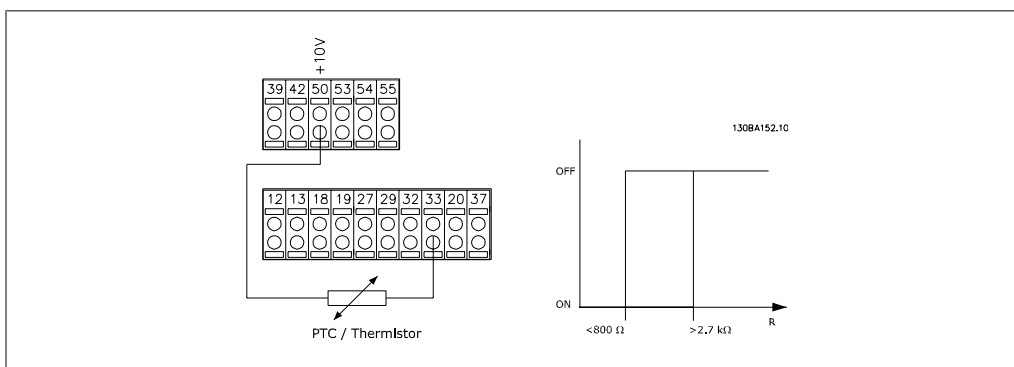 +10V
39 42 50 53 54 55
12 13 18 19 27 29 32 33 20 37
PTC / Thermistor
130BA152.10
OFF
ON
<800 Ω >2.7 kΩ
R